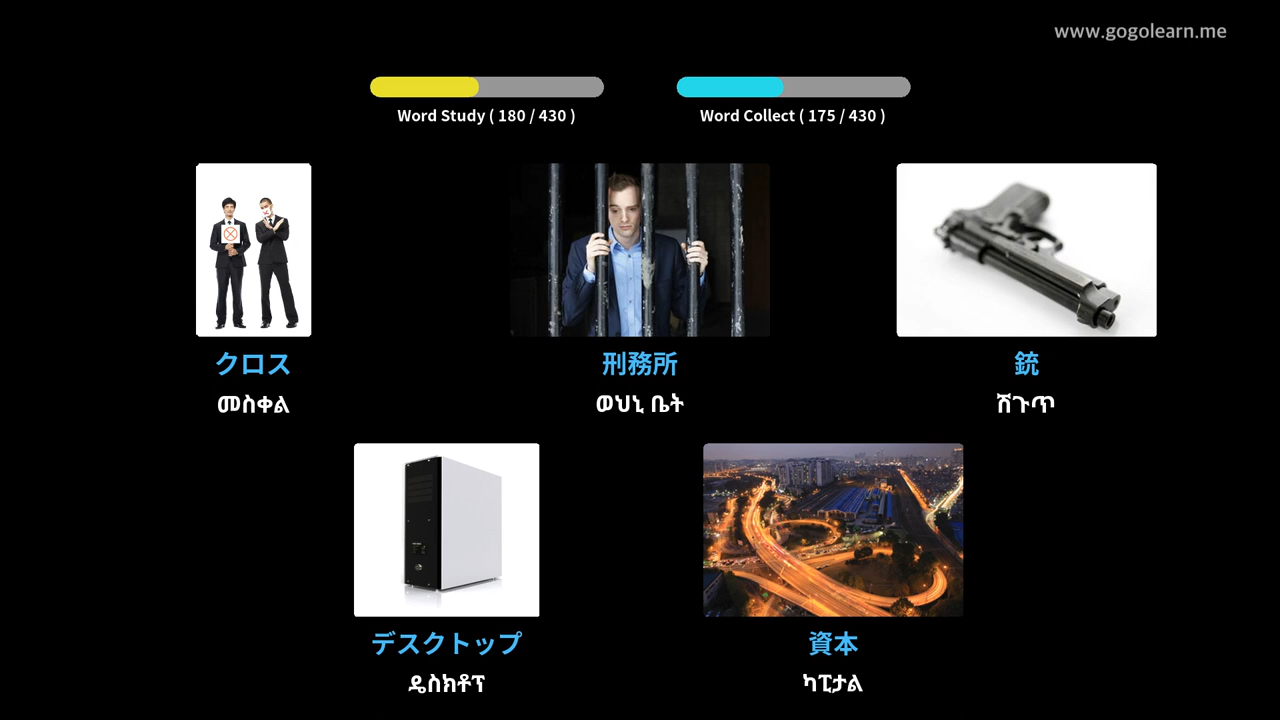 www.gogolearn.me
Word Study ( 180 / 430 )
Word Collect ( 175 / 430 )
クロス
መስቀል
刑務所
ወህኒ ቤት
銃
ሽጉጥ
デスクトップ
ዴስክቶፕ
資本
ካፒታል